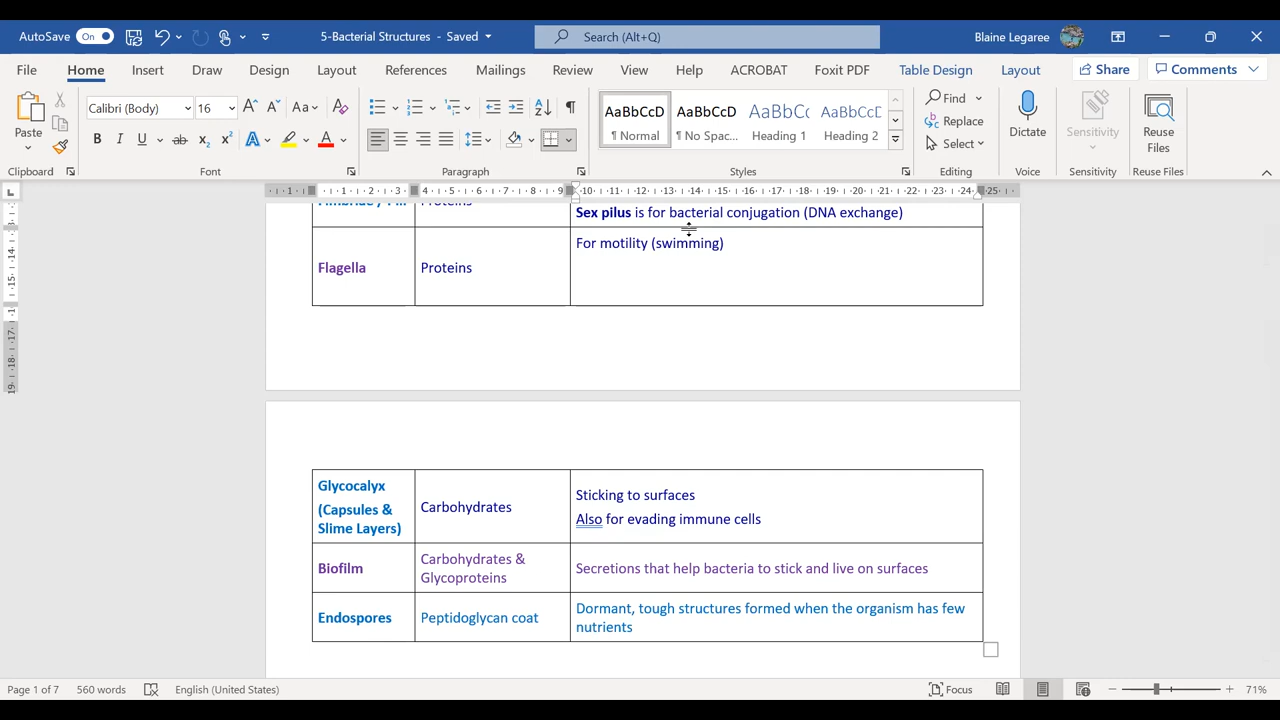 AutoSave On 5-Bacterial Structures - Saved Search (Alt+Q) Blaine Legaree
File Home Insert Draw Design Layout References Mailings Review View Help ACROBAT Foxit PDF Table Design Layout Share Comments
Paste
Calibri (Body) 16
AaBbCcD AaBbCcD AaBbCc AaBbCcE
¶ Normal ¶ No Spac... Heading 1 Heading 2
Find
Replace
Select
Dictate
Sensitivity
Reuse
Files
Clipboard Font Paragraph Styles Editing Voice Sensitivity Reuse Files
Proteins
Sex pilus is for bacterial conjugation (DNA exchange)
Flagella
Proteins
For motility (swimming)
Glycocalyx
(Capsules &
Slime Layers)
Carbohydrates
Sticking to surfaces
Also for evading immune cells
Biofilm
Carbohydrates &
Glycoproteins
Secretions that help bacteria to stick and live on surfaces
Endospores
Peptidoglycan coat
Dormant, tough structures formed when the organism has few
nutrients
Page 1 of 7 560 words English (United States) Focus 71%